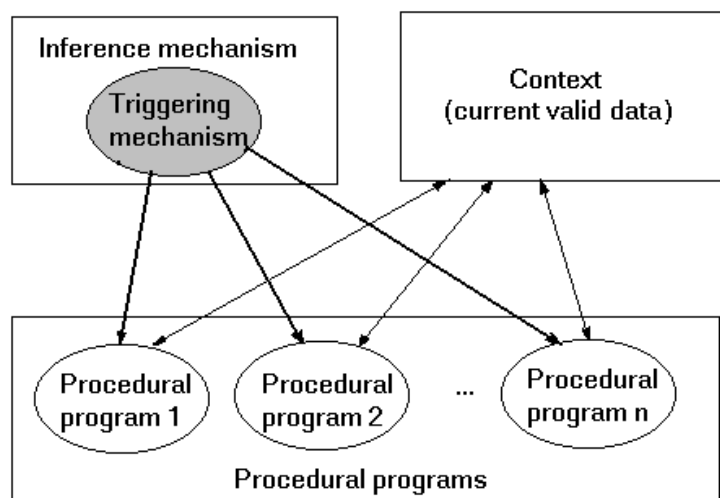 Inference mechanism
Triggering
mechanism
Context
(current valid data)
Procedural
program 1
Procedural
program 2
...
Procedural
program n
Procedural programs